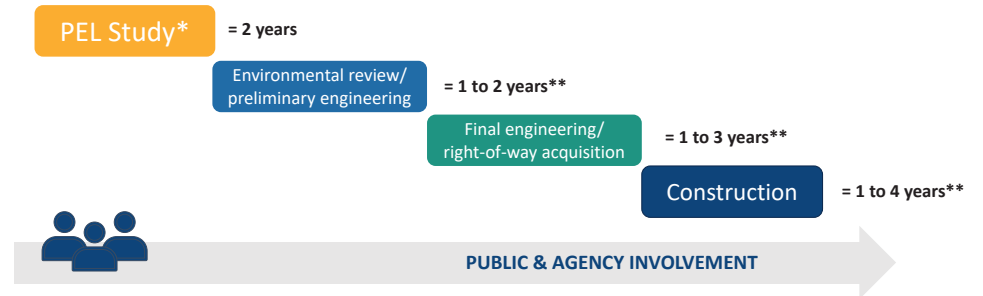 PEL Study*
= 2 years
Environmental review/
preliminary engineering
= 1 to 2 years**
Final engineering/
right-of-way acquisition
= 1 to 3 years**
Construction
= 1 to 4 years**
PUBLIC & AGENCY INVOLVEMENT